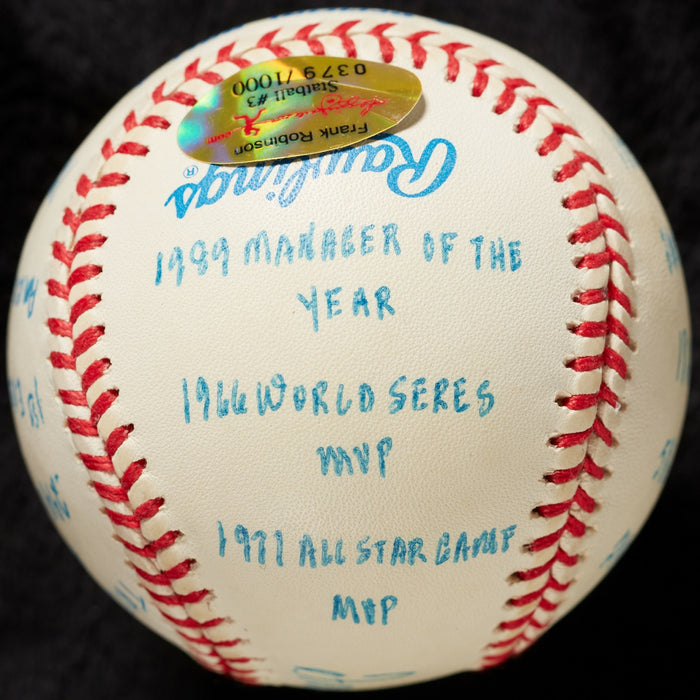 0379/1000
Statball #3
Frank Robinson
Rawlings®
1989 MANAGER OF THE
YEAR
1966 WORLD SERES
MVP
1971 ALL STAR GAME
MVP